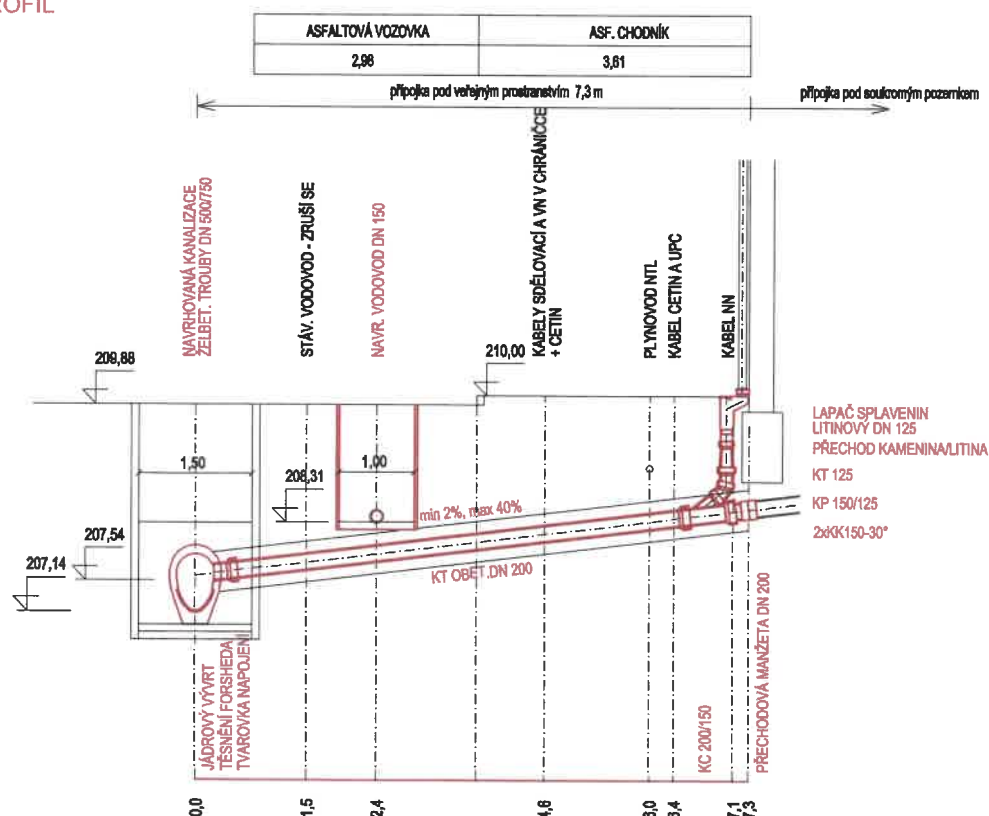 ASFALTOVÁ VOZOVKA
ASF. CHODNÍK
2,98
3,61
přípojka pod veřejným prostranstvím 7,3 m
přípojka pod soukromým pozemkem
NAVRHOVANÁ KANALIZACE
ŽELBET. TROUBY DN 500/750
STÁV. VODOVOD - ZRUŠÍ SE
NAVR. VODOVOD DN 150
KABELY SDĚLOVACÍ A VN V CHRÁNIČCE
+ CETIN
PLYNOVOD NTL
KABEL CETIN A UPC
KABEL NN
209,88
210,00
LAPAČ SPLAVENIN
LITINOVÝ DN 125
PŘECHOD KAMENINA/LITINA
KT 125
KP 150/125
2xKK150-30°
1,50
1,00
208,31
min 2%, max 40%
207,54
207,14
KT OBET. DN 200
JÁDROVÝ VÝVRT
TĚSNĚNÍ FORSHEDA
TVAROVKA NAPOJENÍ
KC 200/150
PŘECHODOVÁ MANŽETA DN 200
0,0
1,5
2,4
4,6
6,0
6,4
7,1
7,3